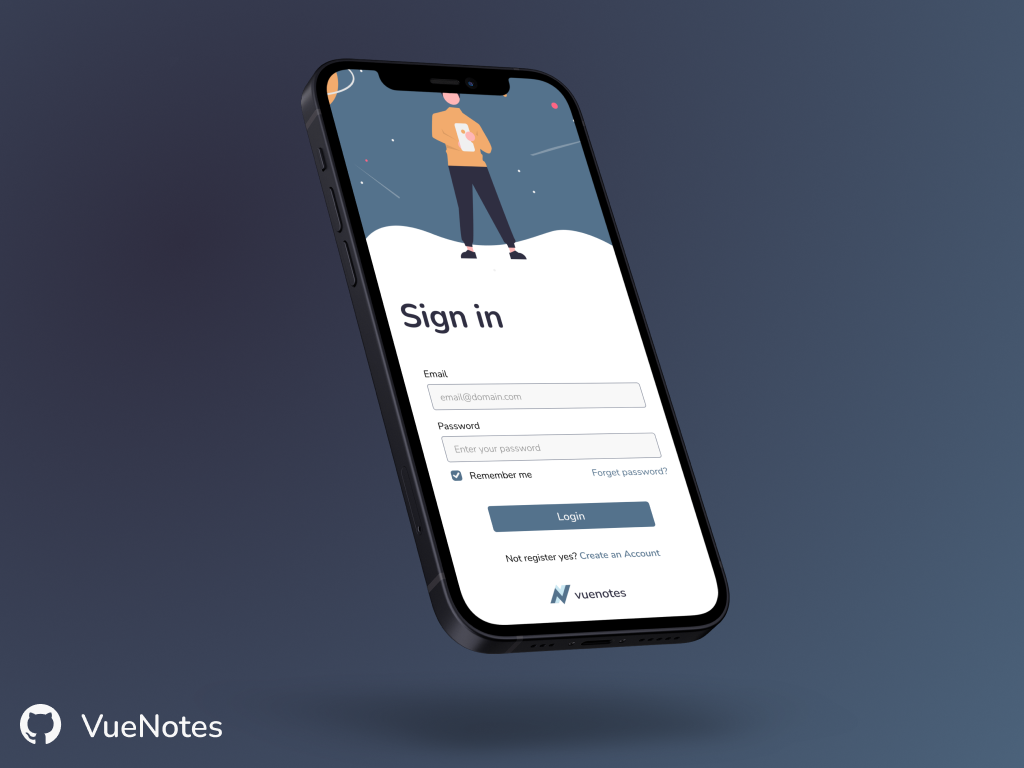 Sign in
Email
email@domain.com
Password
Enter your password
Remember me Forget password?
Login
Not register yes? Create an Account
vuenotes
VueNotes